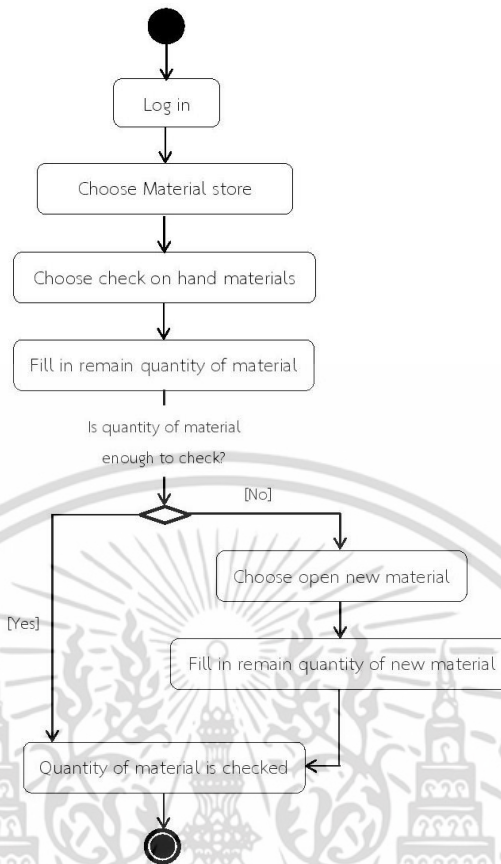 Log in
Choose Material store
Choose check on hand materials
Fill in remain quantity of material
Is quantity of material
enough to check?
[No]
Choose open new material
[Yes]
Fill in remain quantity of new material
Quantity of material is checked